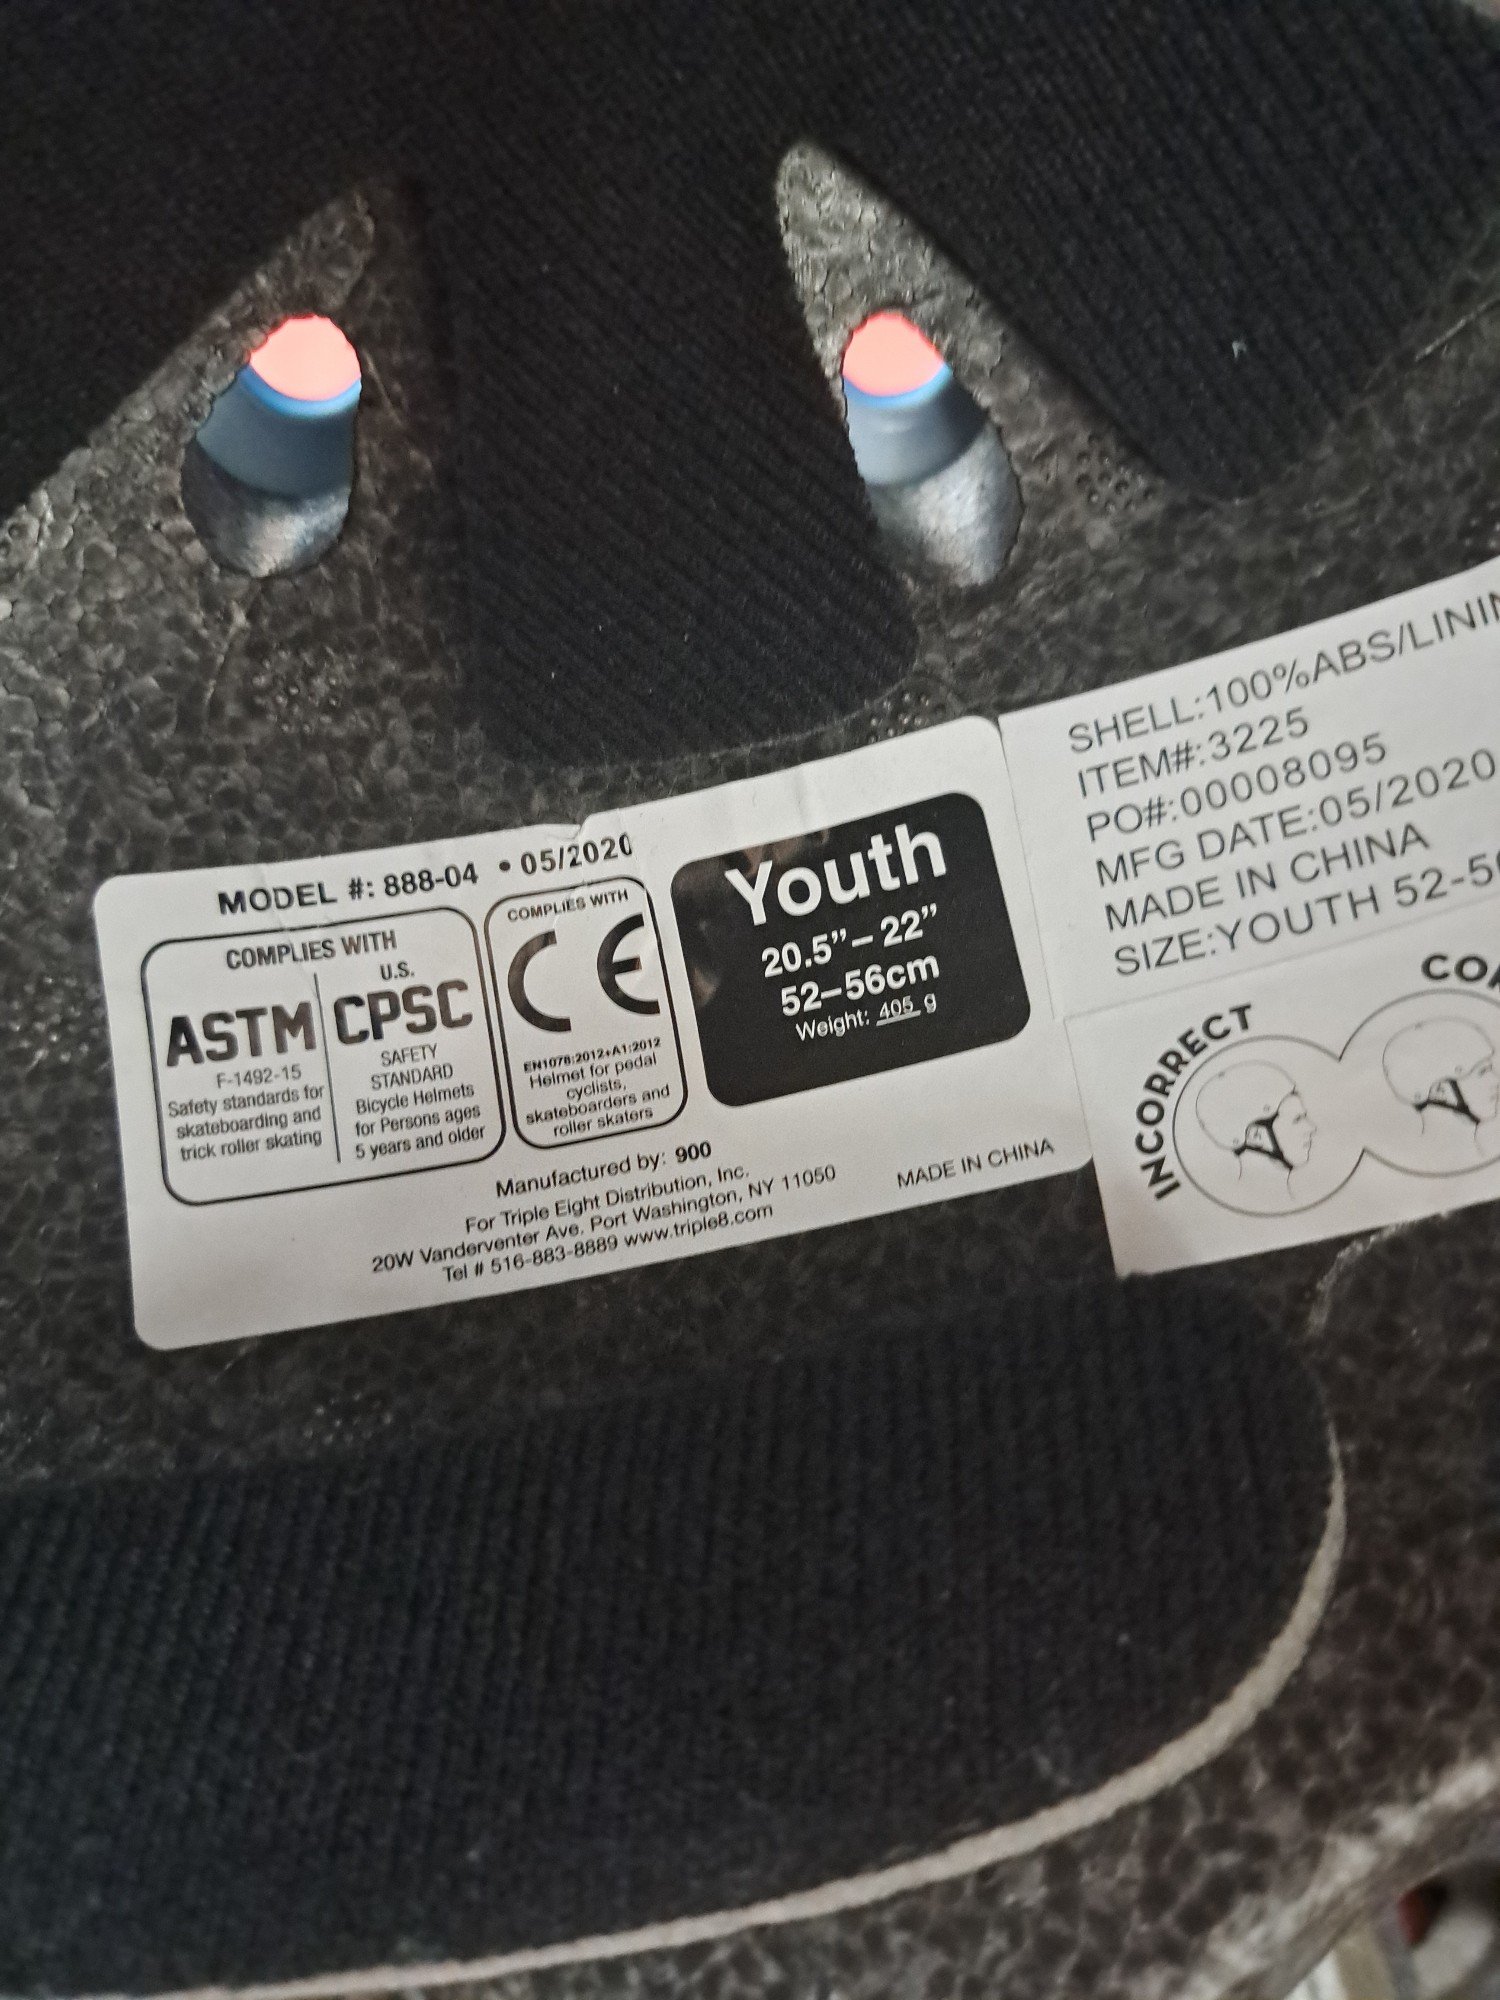 MODEL #: 888-04 • 05/2020
COMPLIES WITH
ASTM
F-1492-15
Safety standards for
skateboarding and
trick roller skating
U.S.
CPSC
SAFETY
STANDARD
Bicycle Helmets
for Persons ages
5 years and older
COMPLIES WITH
CE
EN1078:2012+A1:2012
Helmet for pedal
cyclists,
skateboarders and
roller skaters
Youth
20.5”– 22”
52–56cm
Weight: 405 g
Manufactured by: 900
For Triple Eight Distribution, Inc.
20W Vanderventer Ave. Port Washington, NY 11050
Tel # 516-883-8889 www.triple8.com
MADE IN CHINA
SHELL:100%ABS/LININ
ITEM#:3225
PO#:00008095
MFG DATE:05/2020
MADE IN CHINA
SIZE:YOUTH 52-5
INCORRECT